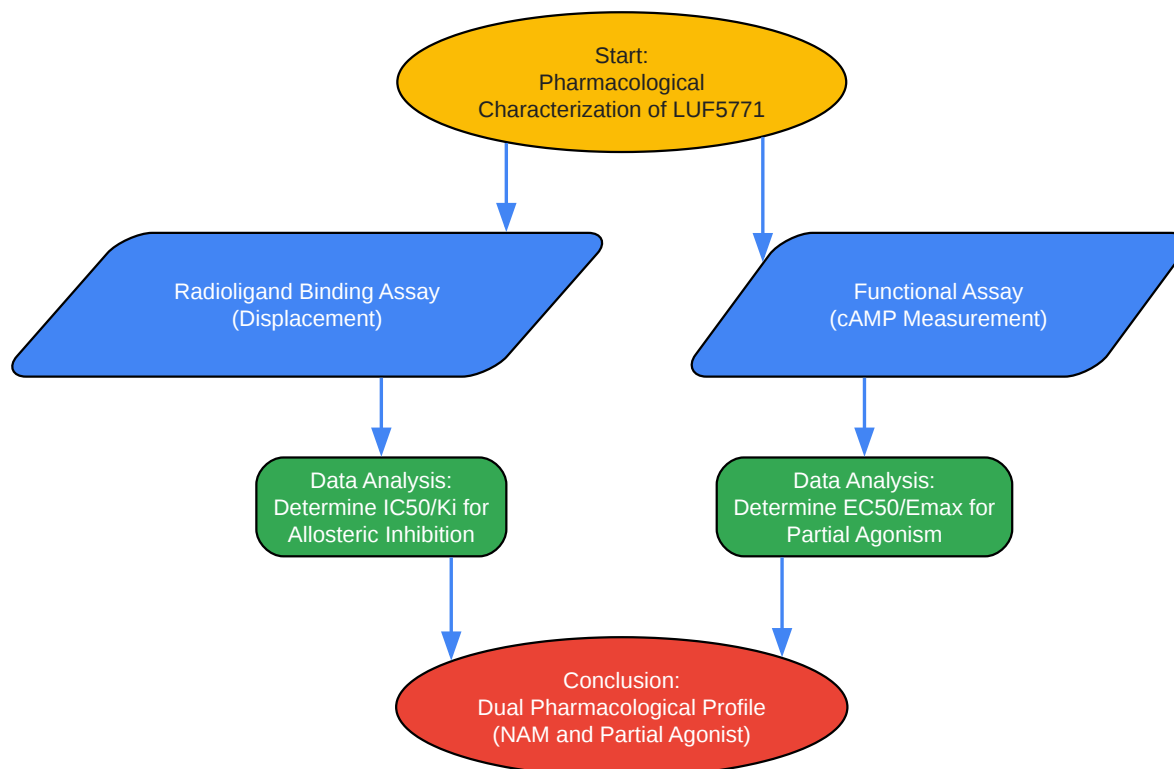 Start:
Pharmacological
Characterization of LUF5771
Radioligand Binding Assay
(Displacement)
Functional Assay
(cAMP Measurement)
Data Analysis:
Determine IC50/Ki for
Allosteric Inhibition
Data Analysis:
Determine EC50/Emax for
Partial Agonism
Conclusion:
Dual Pharmacological Profile
(NAM and Partial Agonist)